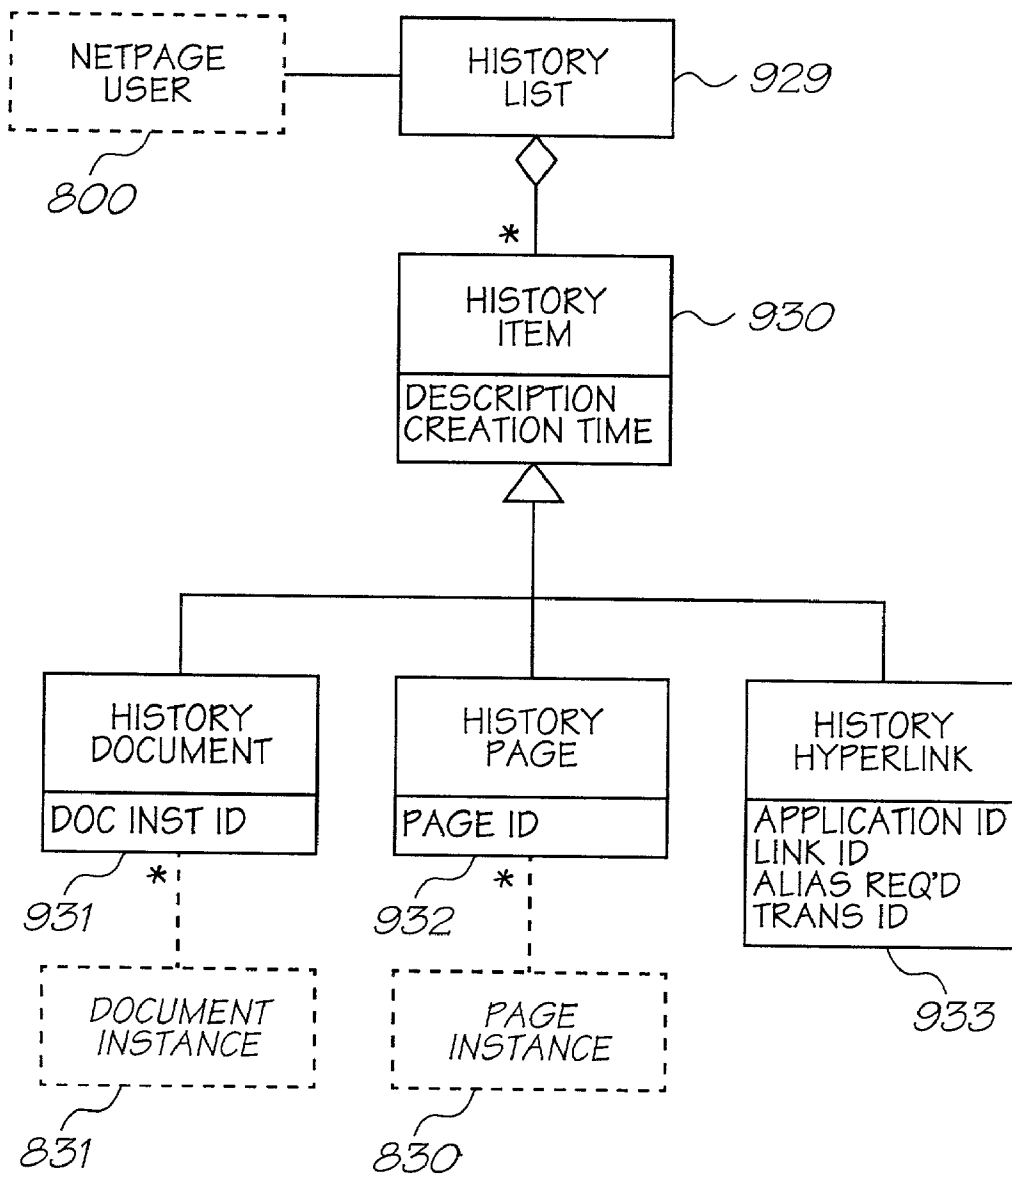 NETPAGE
USER
800
HISTORY
LIST
929
*
HISTORY
ITEM
930
DESCRIPTION
CREATION TIME
HISTORY
DOCUMENT
DOC INST ID
931
*
HISTORY
PAGE
PAGE ID
932
*
HISTORY
HYPERLINK
APPLICATION ID
LINK ID
ALIAS REQ'D
TRANS ID
933
DOCUMENT
INSTANCE
831
PAGE
INSTANCE
830